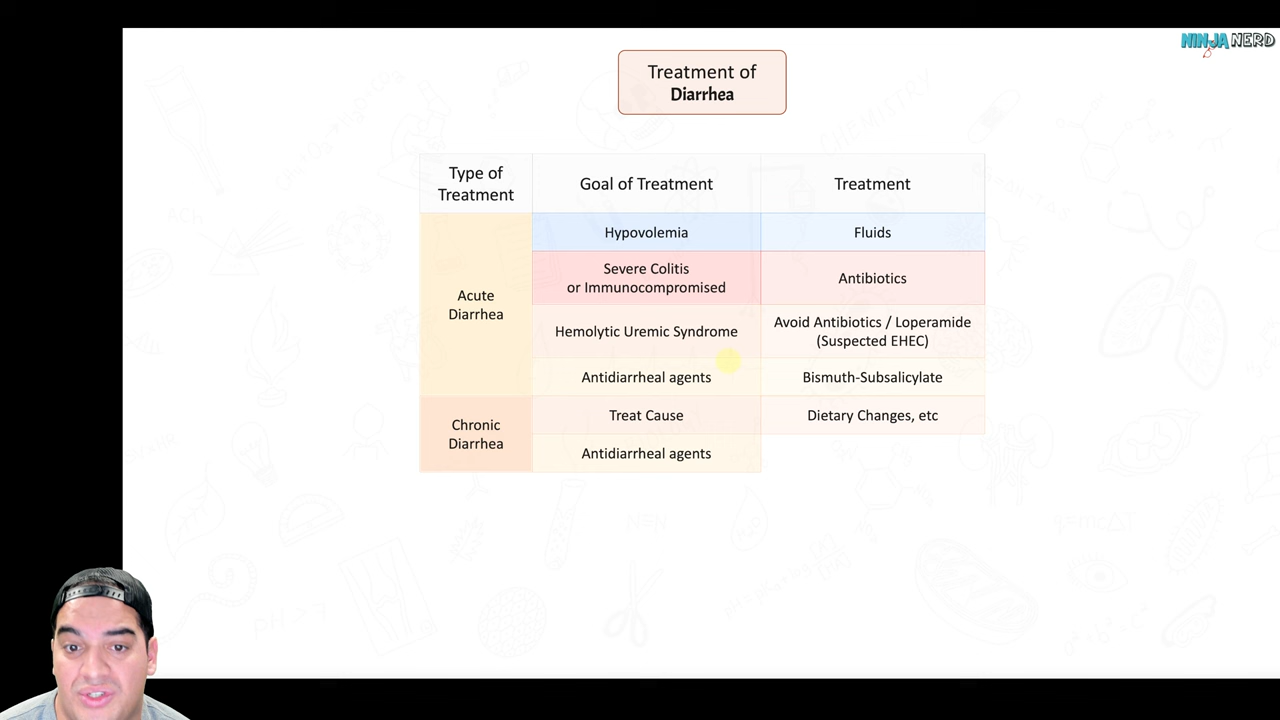 NINJA NERD
Treatment of
Diarrhea
Type of
Treatment
Goal of Treatment
Treatment
Acute
Diarrhea
Hypovolemia
Fluids
Severe Colitis
or Immunocompromised
Antibiotics
Hemolytic Uremic Syndrome
Avoid Antibiotics / Loperamide
(Suspected EHEC)
Antidiarrheal agents
Bismuth-Subsalicylate
Chronic
Diarrhea
Treat Cause
Dietary Changes, etc
Antidiarrheal agents
CHEMISTRY
ACh
N≡N